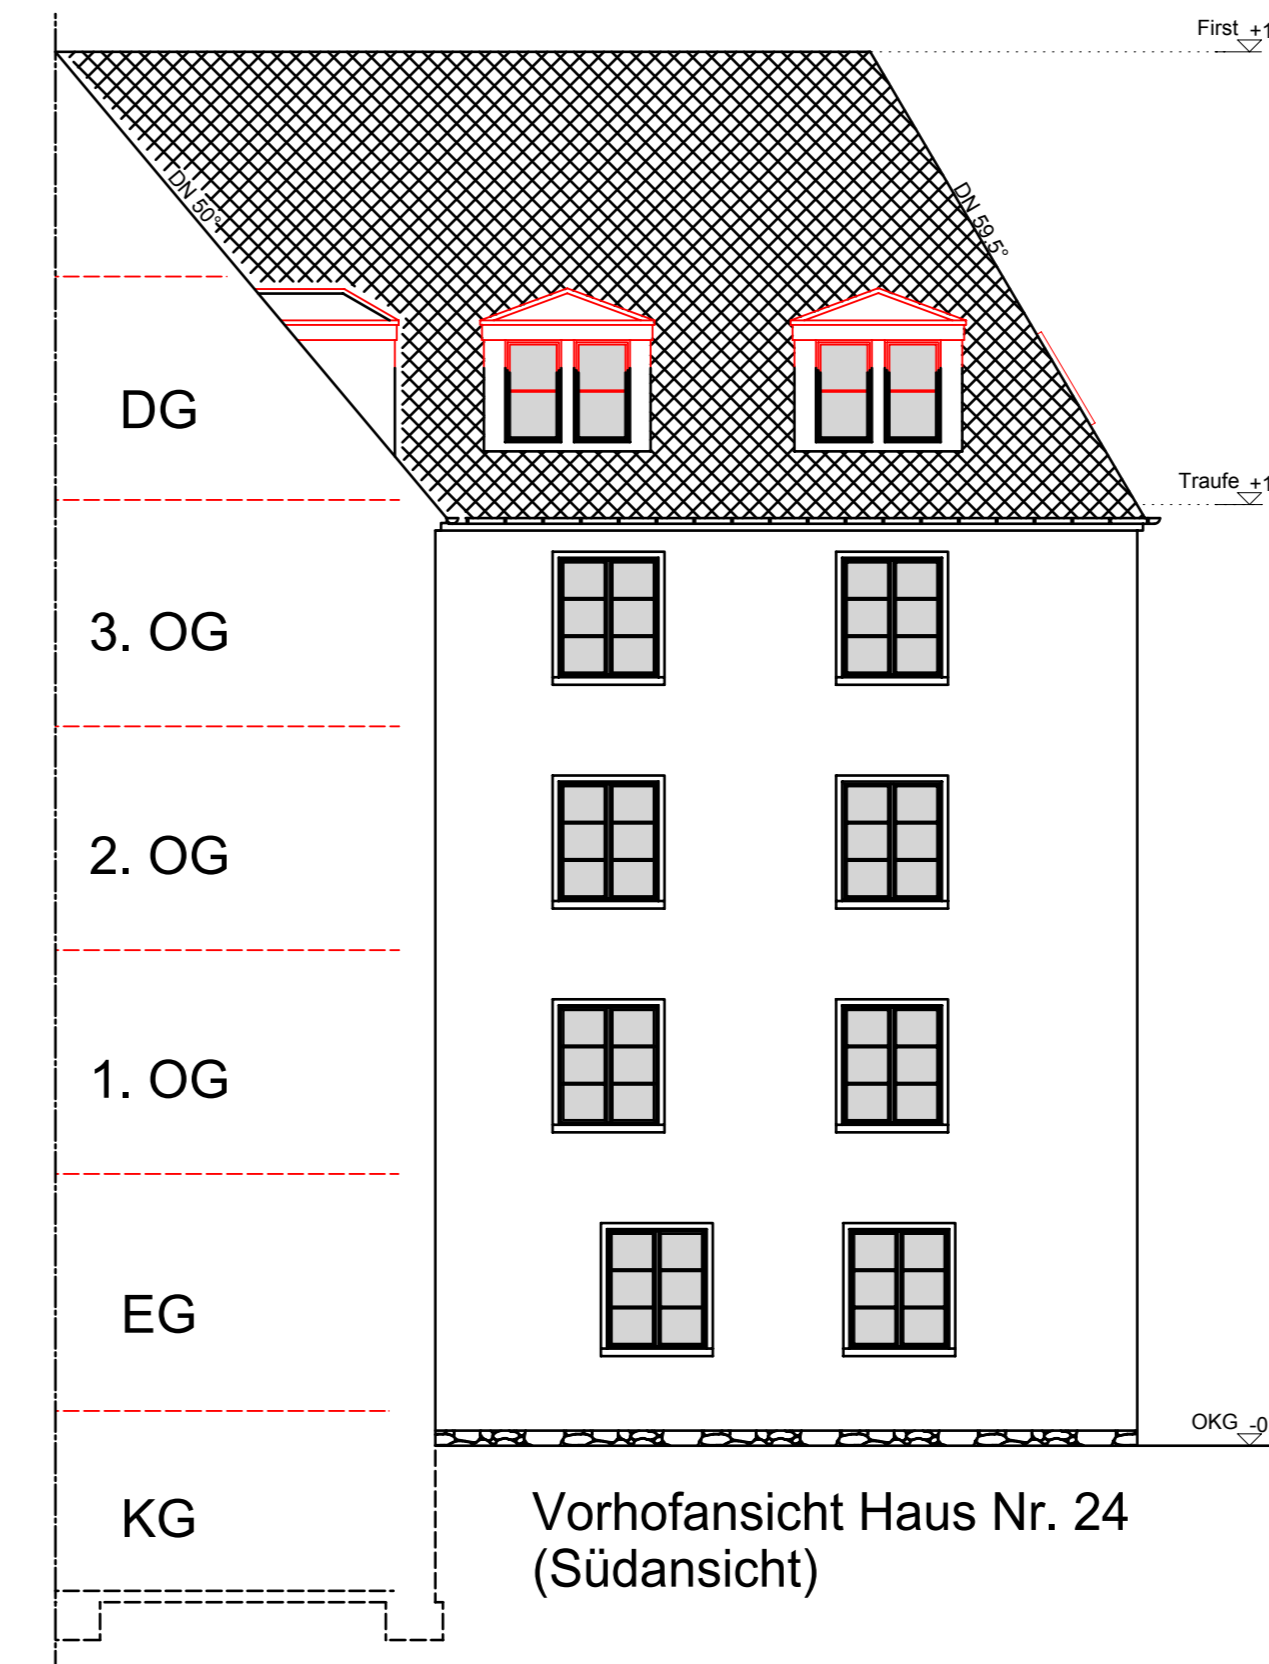 First +1
DN 50°
DN 59,5°
DG
Traufe +1
3. OG
2. OG
1. OG
EG
OKG -0
KG
Vorhofansicht Haus Nr. 24
(Südansicht)